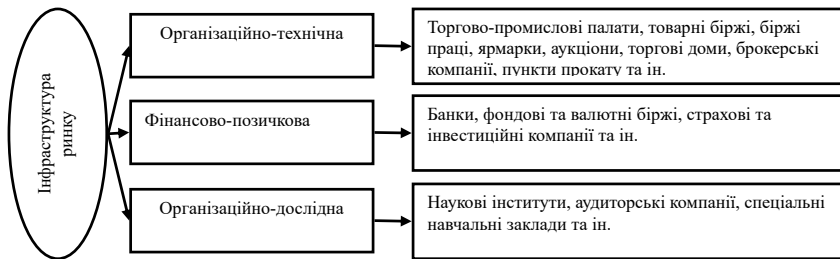 Інфраструктура
ринку
Організаційно-технічна
Торгово-промислові палати, товарні біржі, біржі
праці, ярмарки, аукціони, торгові доми, брокерські
компанії, пункти прокату та ін.
Фінансово-позичкова
Банки, фондові та валютні біржі, страхові та
інвестиційні компанії та ін.
Організаційно-дослідна
Наукові інститути, аудиторські компанії, спеціальні
навчальні заклади та ін.